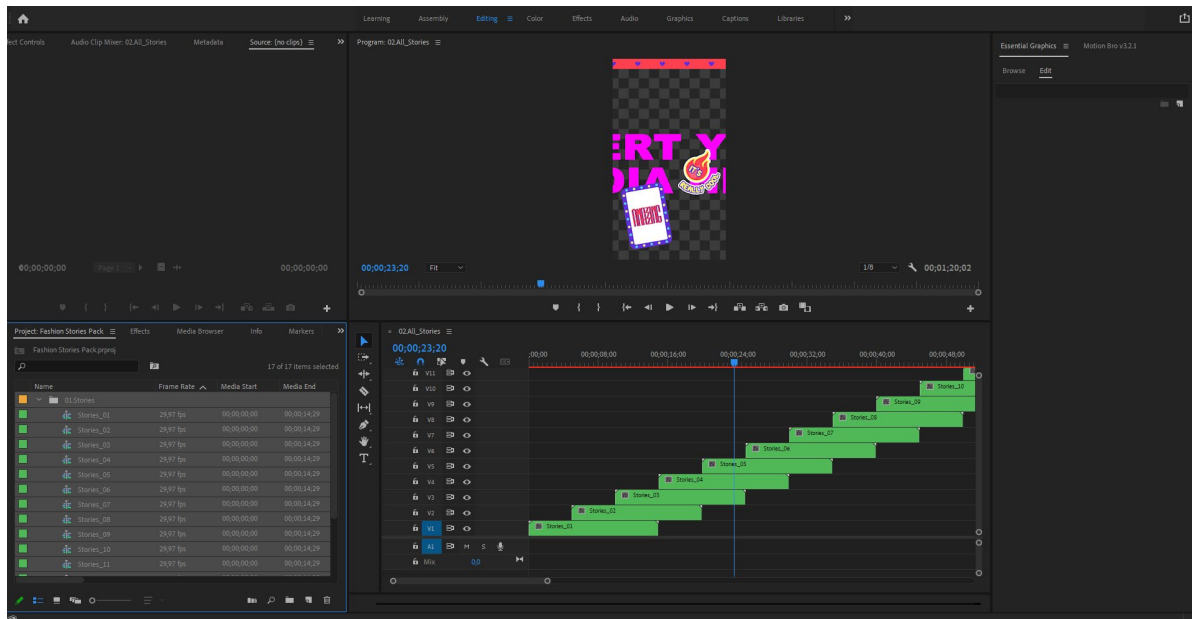 Learning Assembly Editing Color Effects Audio Graphics Captions Libraries
ect Controls Audio Clip Mixer: 02.All_Stories Metadata Source: (no clips)
Program: 02.All_Stories
Essential Graphics Motion Bro v3.2.1
Browse Edit
ERT Y
DIA
IT'S
REALLY COOL
00;00;00;00 Page 1 00;00;00;00
00;00;23;20 Fit 1/8 00;01;20;02
Project: Fashion Stories Pack Effects Media Browser Info Markers
Fashion Stories Pack.prproj
17 of 17 items selected
Name Frame Rate Media Start Media End
01.Stories
Stories_01 29,97 fps 00;00;00;00 00;00;14;29
Stories_02 29,97 fps 00;00;00;00 00;00;14;29
Stories_03 29,97 fps 00;00;00;00 00;00;14;29
Stories_04 29,97 fps 00;00;00;00 00;00;14;29
Stories_05 29,97 fps 00;00;00;00 00;00;14;29
Stories_06 29,97 fps 00;00;00;00 00;00;14;29
Stories_07 29,97 fps 00;00;00;00 00;00;14;29
Stories_08 29,97 fps 00;00;00;00 00;00;14;29
Stories_09 29,97 fps 00;00;00;00 00;00;14;29
Stories_10 29,97 fps 00;00;00;00 00;00;14;29
Stories_11 29,97 fps 00;00;00;00 00;00;14;29
02.All_Stories
00;00;23;20
;00;00 00;00;08;00 00;00;16;00 00;00;24;00 00;00;32;00 00;00;40;00 00;00;48;00
V11
V10 Stories_10
V9 Stories_09
V8 Stories_08
V7 Stories_07
V6 Stories_06
V5 Stories_05
V4 Stories_04
V3 Stories_03
V2 Stories_02
V1 Stories_01
A1 M S
Mix 0,0